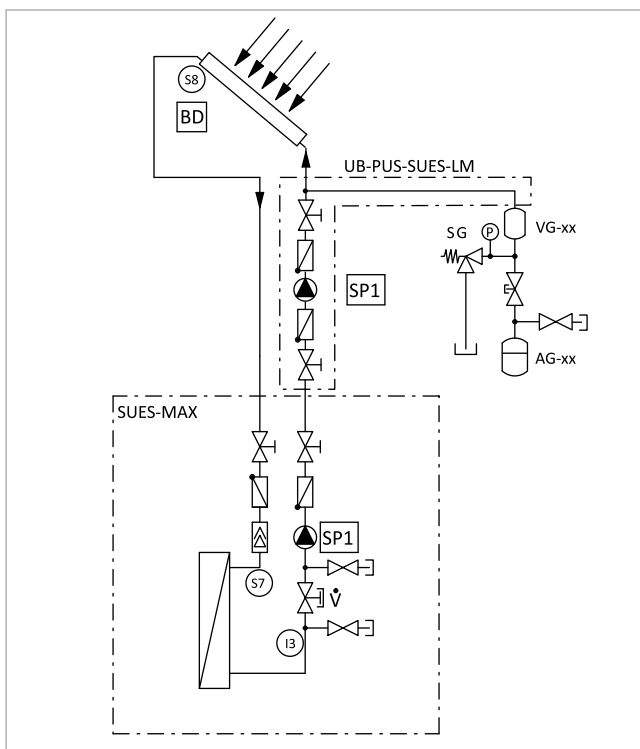 S8
BD
UB-PUS-SUES-LM
SG
P
VG-xx
SP1
AG-xx
SUES-MAX
SP1
S7
V̇
I3